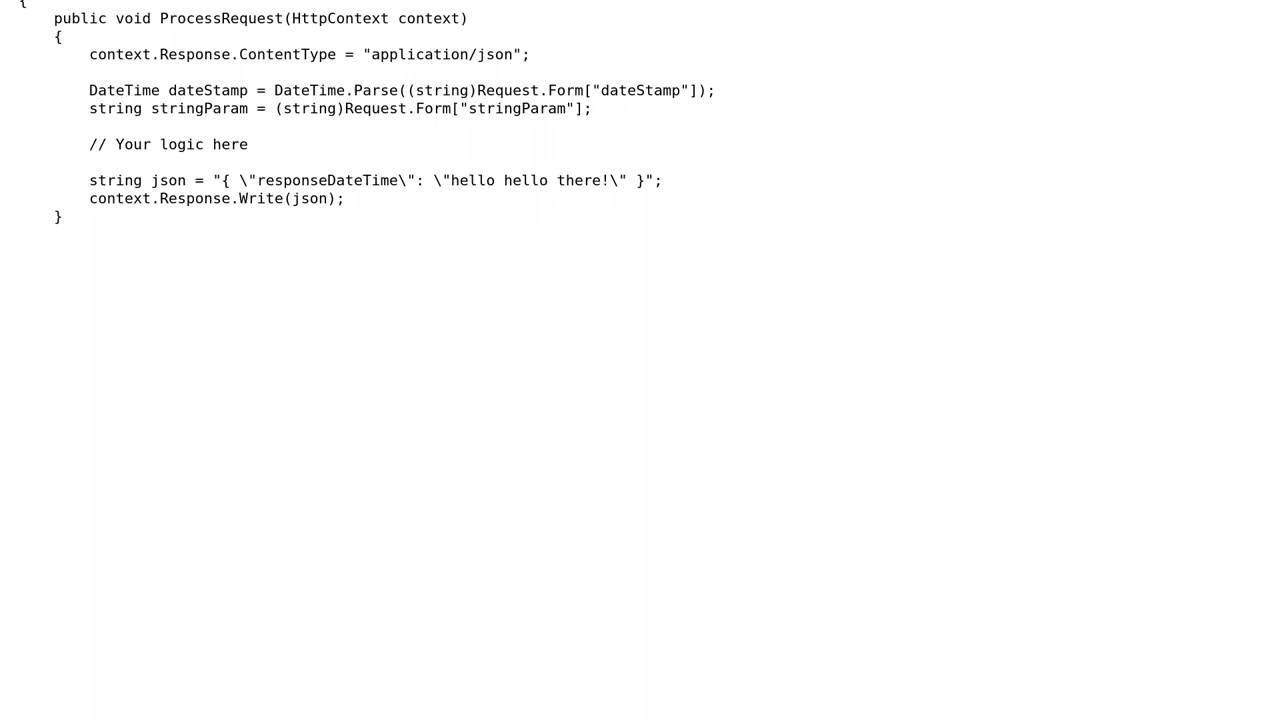 {
    public void ProcessRequest(HttpContext context)
    {
        context.Response.ContentType = "application/json";

        DateTime dateStamp = DateTime.Parse((string)Request.Form["dateStamp"]);
        string stringParam = (string)Request.Form["stringParam"];

        // Your logic here

        string json = "{ \"responseDateTime\": \"hello hello there!\" }";
        context.Response.Write(json);
    }